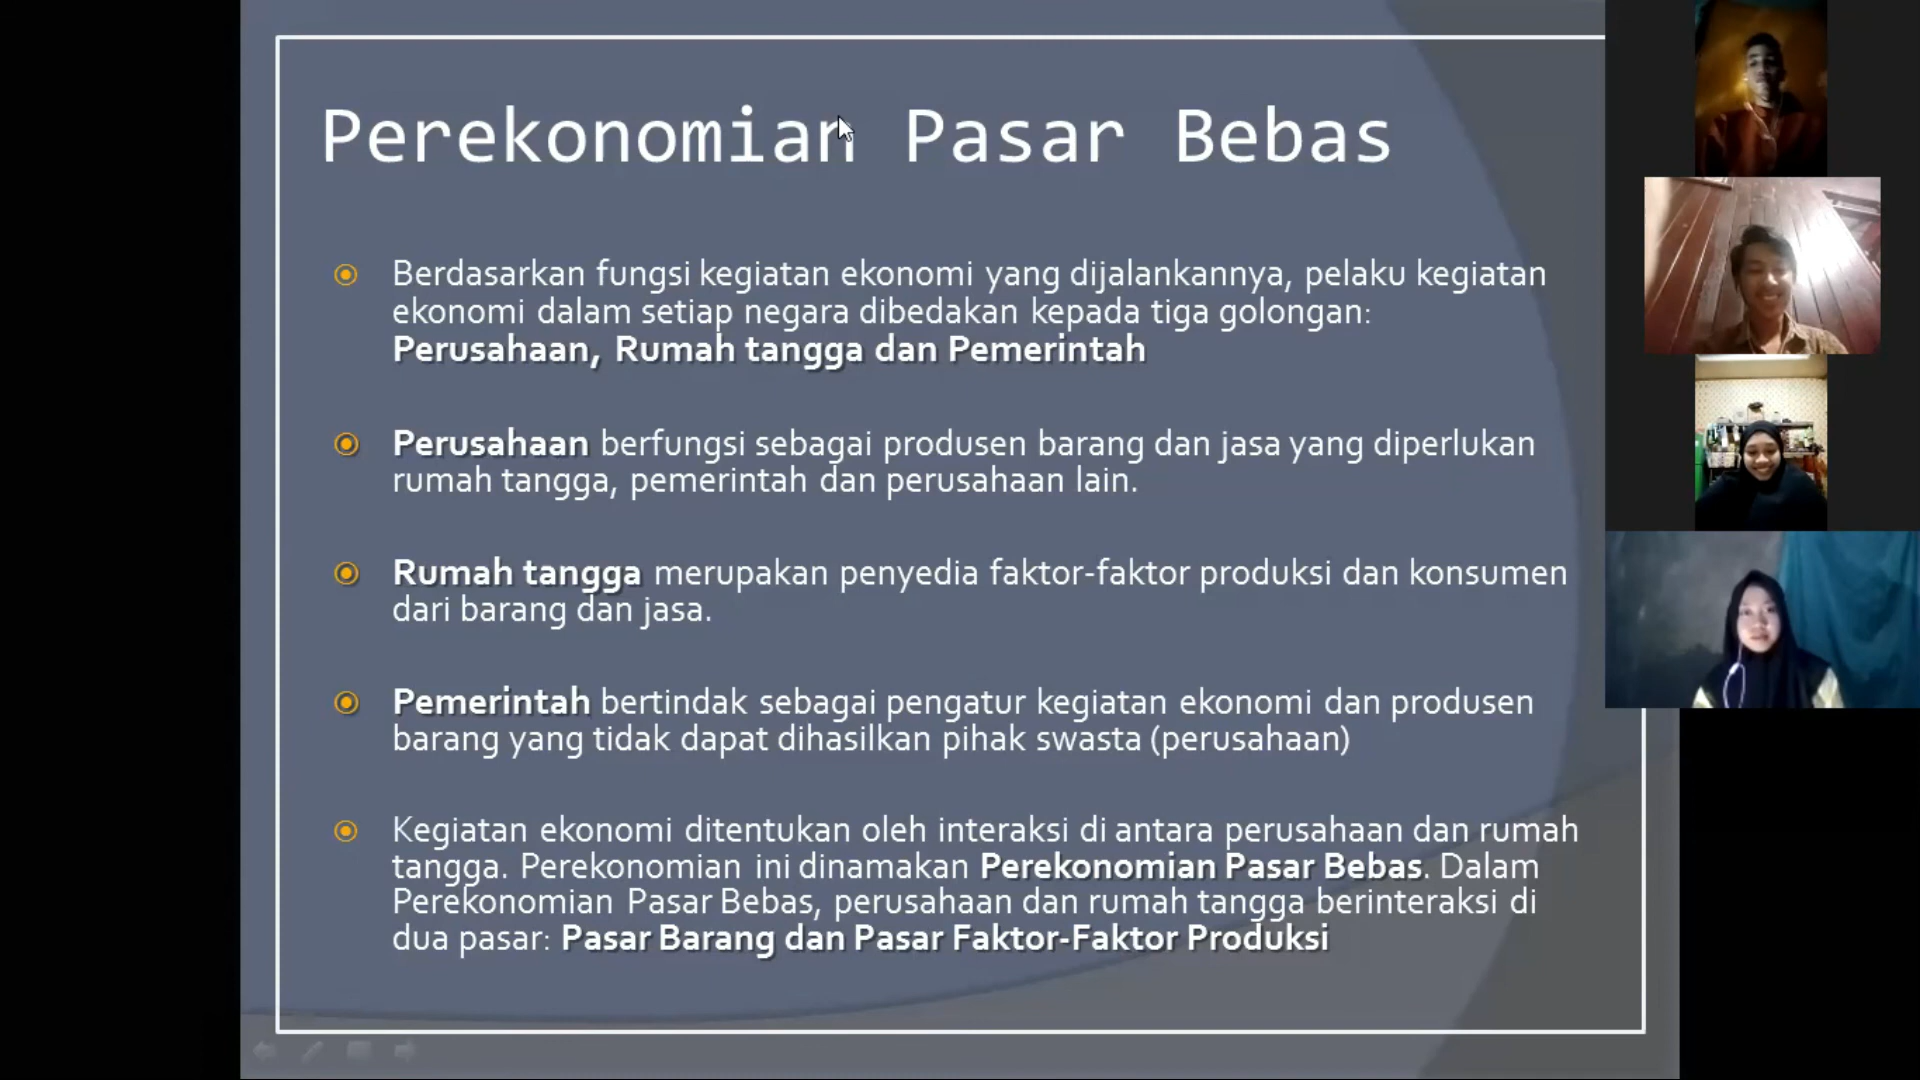 Perekonomian Pasar Bebas
Berdasarkan fungsi kegiatan ekonomi yang dijalankannya, pelaku kegiatan
ekonomi dalam setiap negara dibedakan kepada tiga golongan:
Perusahaan, Rumah tangga dan Pemerintah
Perusahaan berfungsi sebagai produsen barang dan jasa yang diperlukan
rumah tangga, pemerintah dan perusahaan lain.
Rumah tangga merupakan penyedia faktor-faktor produksi dan konsumen
dari barang dan jasa.
Pemerintah bertindak sebagai pengatur kegiatan ekonomi dan produsen
barang yang tidak dapat dihasilkan pihak swasta (perusahaan)
Kegiatan ekonomi ditentukan oleh interaksi di antara perusahaan dan rumah
tangga. Perekonomian ini dinamakan Perekonomian Pasar Bebas. Dalam
Perekonomian Pasar Bebas, perusahaan dan rumah tangga berinteraksi di
dua pasar: Pasar Barang dan Pasar Faktor-Faktor Produksi